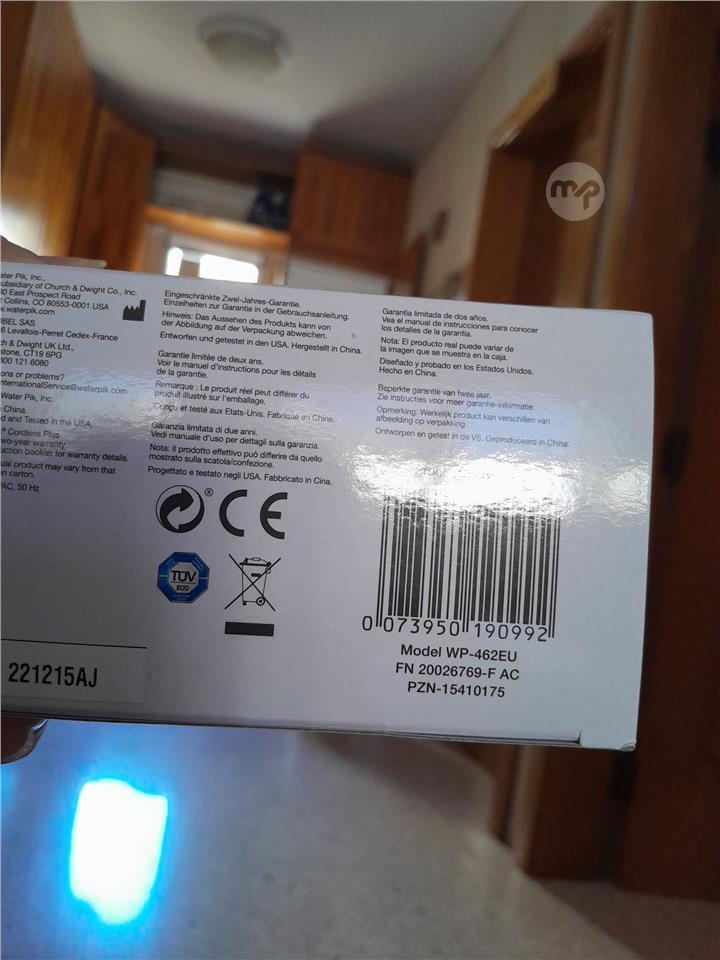 mp
ater Pik, Inc.,
ubsidiary of Church & Dwight Co., Inc.
0 East Prospect Road
Collins, CO 80553-0001 USA
w.waterpik.com
IBEL SAS
6 Levallois-Perret Cedex-France
ch & Dwight UK Ltd.,
stone, CT19 6PG
00 121 6080
ons or problems?
nternationalService@waterpik.com
Water Pik, Inc.
China.
d and Tested in the USA.
® Cordless Plus
wo-year warranty
uction booklet for warranty details.
ual product may vary from that
n carton.
AC, 50 Hz
221215AJ
Eingeschränkte Zwei-Jahres-Garantie.
Einzelheiten zur Garantie in der Gebrauchsanleitung.
Hinweis: Das Aussehen des Produkts kann von
der Abbildung auf der Verpackung abweichen.
Entworfen und getestet in den USA. Hergestellt in China.
Garantie limitée de deux ans.
Voir le manuel d'instructions pour les détails
de la garantie.
Remarque : Le produit réel peut différer du
produit illustré sur l'emballage.
Conçu et testé aux Etats-Unis. Fabriqué en Chine.
Garanzia limitata di due anni.
Vedi manuale d'uso per dettagli sulla garanzia.
Nota: Il prodotto effettivo può differire da quello
mostrato sulla scatola/confezione.
Progettato e testato negli USA. Fabbricato in Cina.
® CE
TÜV
SÜD
Garantía limitada de dos años.
Vea el manual de instrucciones para conocer
los detalles de la garantía.
Nota: El producto real puede variar de
la imagen que se muestra en la caja.
Diseñado y probado en los Estados Unidos.
Hecho en China.
Beperkte garantie van twee jaar.
Zie instructies voor meer garantie-informatie.
Opmerking: Werkelijk product kan verschillen van
afbeelding op verpakking.
Ontworpen en getest in de VS. Geproduceerd in China.
0 073950 190992
Model WP-462EU
FN 20026769-F AC
PZN-15410175